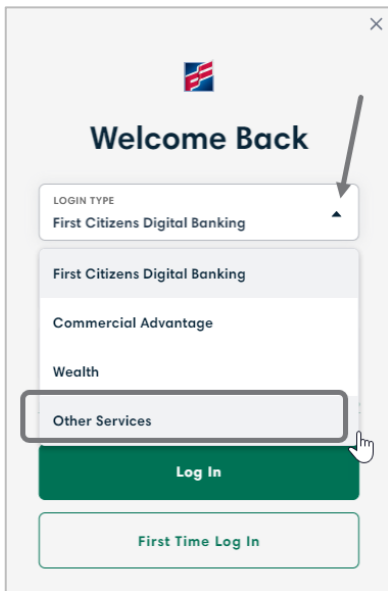 Welcome Back
LOGIN TYPE
First Citizens Digital Banking
First Citizens Digital Banking
Commercial Advantage
Wealth
Other Services
Log In
First Time Log In